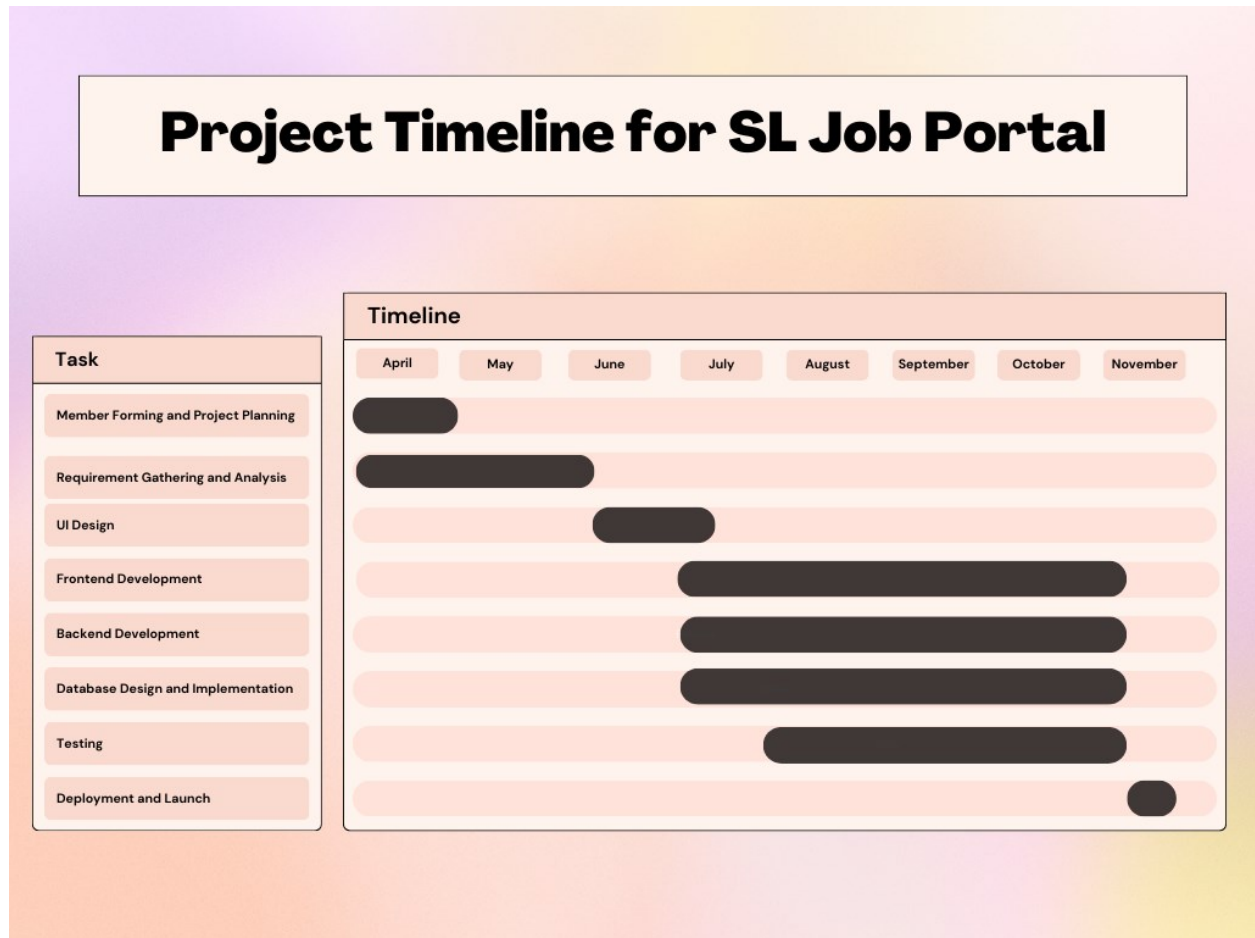 Project Timeline for SL Job Portal
Timeline
Task
April May June July August September October November
Member Forming and Project Planning
Requirement Gathering and Analysis
UI Design
Frontend Development
Backend Development
Database Design and Implementation
Testing
Deployment and Launch